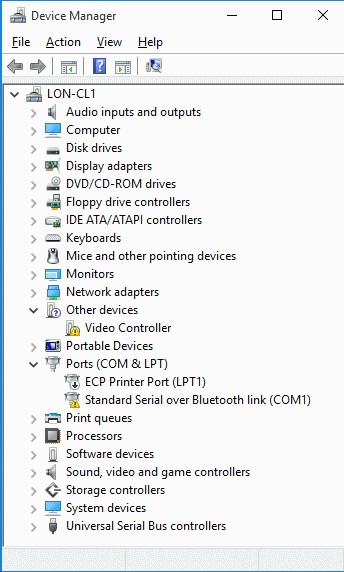 Device Manager
File Action View Help
LON-CL1
Audio inputs and outputs
Computer
Disk drives
Display adapters
DVD/CD-ROM drives
Floppy drive controllers
IDE ATA/ATAPI controllers
Keyboards
Mice and other pointing devices
Monitors
Network adapters
Other devices
Video Controller
Portable Devices
Ports (COM & LPT)
ECP Printer Port (LPT1)
Standard Serial over Bluetooth link (COM1)
Print queues
Processors
Software devices
Sound, video and game controllers
Storage controllers
System devices
Universal Serial Bus controllers